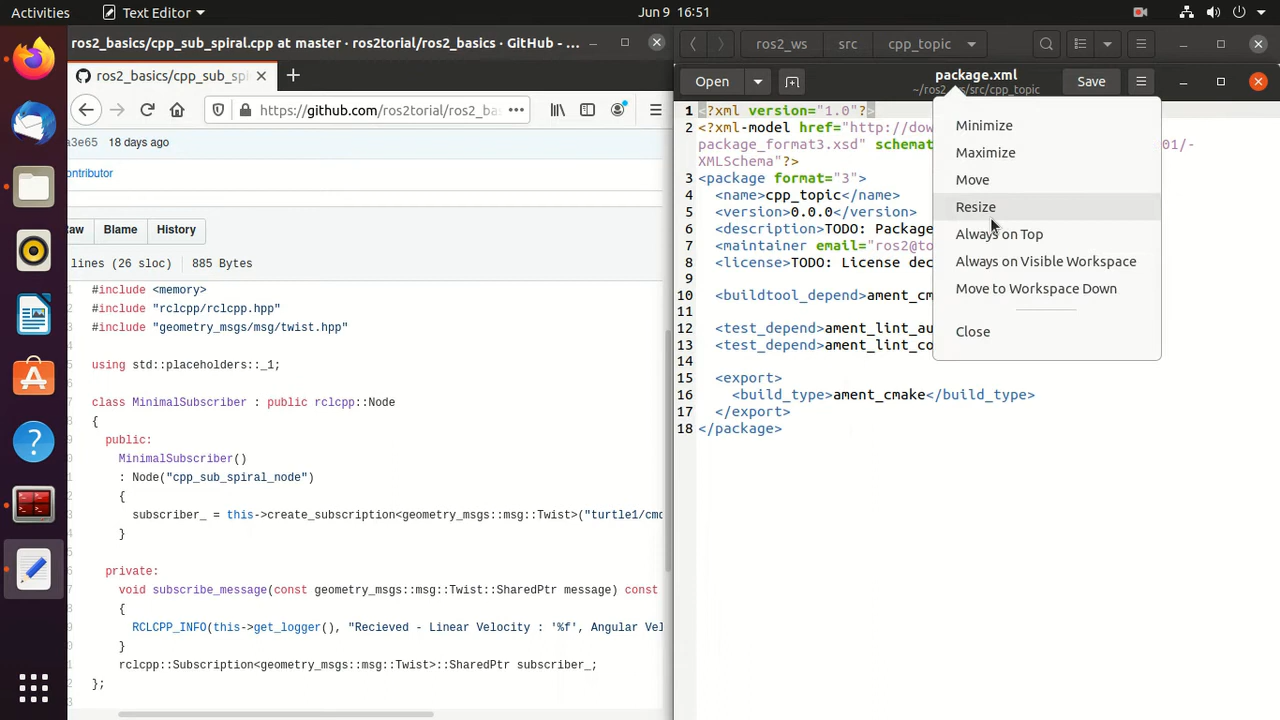 Activities
Text Editor
Jun 9 16:51
ros2_basics/cpp_sub_spiral.cpp at master · ros2torial/ros2_basics · GitHub - ...
ros2_basics/cpp_sub_spi
https://github.com/ros2torial/ros2_basi
a3e65 18 days ago
ontributor
aw
Blame
History
lines (26 sloc) 885 Bytes
#include <memory>
#include "rclcpp/rclcpp.hpp"
#include "geometry_msgs/msg/twist.hpp"
using std::placeholders::_1;
class MinimalSubscriber : public rclcpp::Node
{
public:
MinimalSubscriber()
: Node("cpp_sub_spiral_node")
{
subscriber_ = this->create_subscription<geometry_msgs::msg::Twist>("turtle1/cmd
}
private:
void subscribe_message(const geometry_msgs::msg::Twist::SharedPtr message) const
{
RCLCPP_INFO(this->get_logger(), "Recieved - Linear Velocity : '%f', Angular Vel
}
rclcpp::Subscription<geometry_msgs::msg::Twist>::SharedPtr subscriber_;
};
ros2_ws
src
cpp_topic
Open
package.xml
~/ros2_ws/src/cpp_topic
Save
1 <?xml version="1.0"?>
2 <?xml-model href="http://dow
package_format3.xsd" schemat 01/-
XMLSchema"?>
3 <package format="3">
4 <name>cpp_topic</name>
5 <version>0.0.0</version>
6 <description>TODO: Package
7 <maintainer email="ros2@to
8 <license>TODO: License dec
9
10 <buildtool_depend>ament_cm
11
12 <test_depend>ament_lint_au
13 <test_depend>ament_lint_co
14
15 <export>
16 <build_type>ament_cmake</build_type>
17 </export>
18 </package>
Minimize
Maximize
Move
Resize
Always on Top
Always on Visible Workspace
Move to Workspace Down
Close